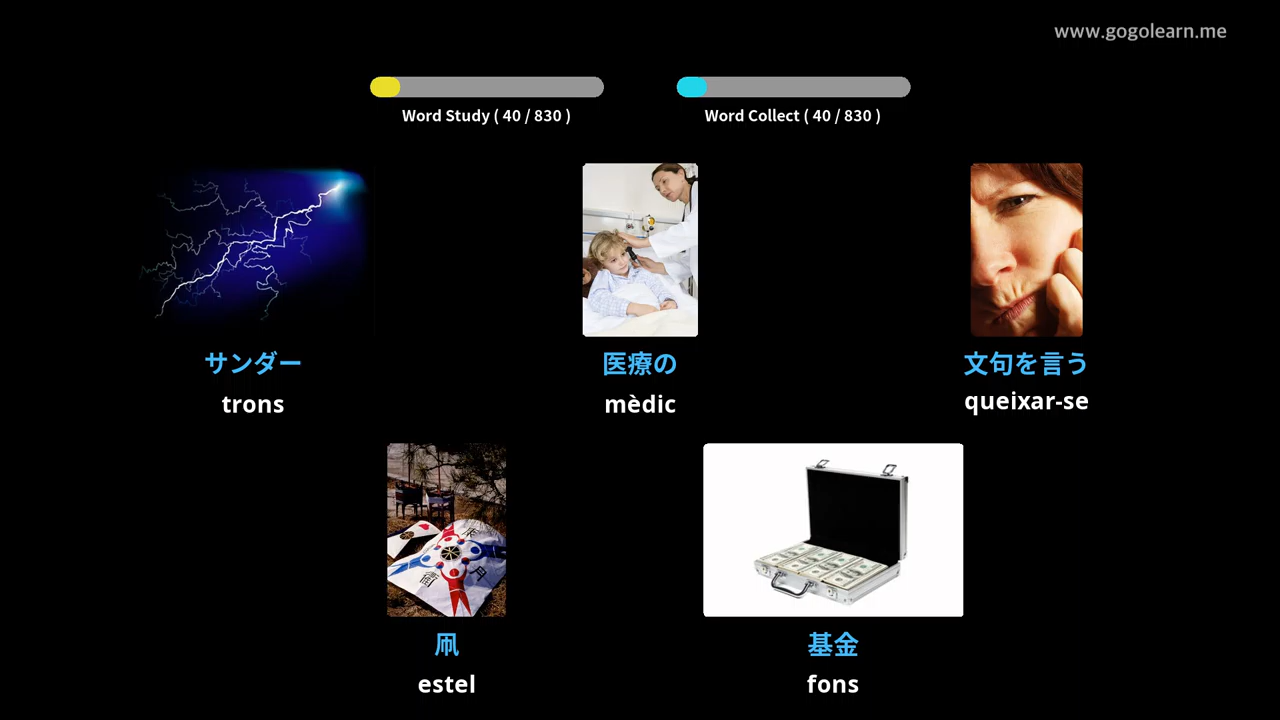 www.gogolearn.me
Word Study ( 40 / 830 )
Word Collect ( 40 / 830 )
サンダー
医療の
文句を言う
trons
mèdic
queixar-se
凧
基金
estel
fons